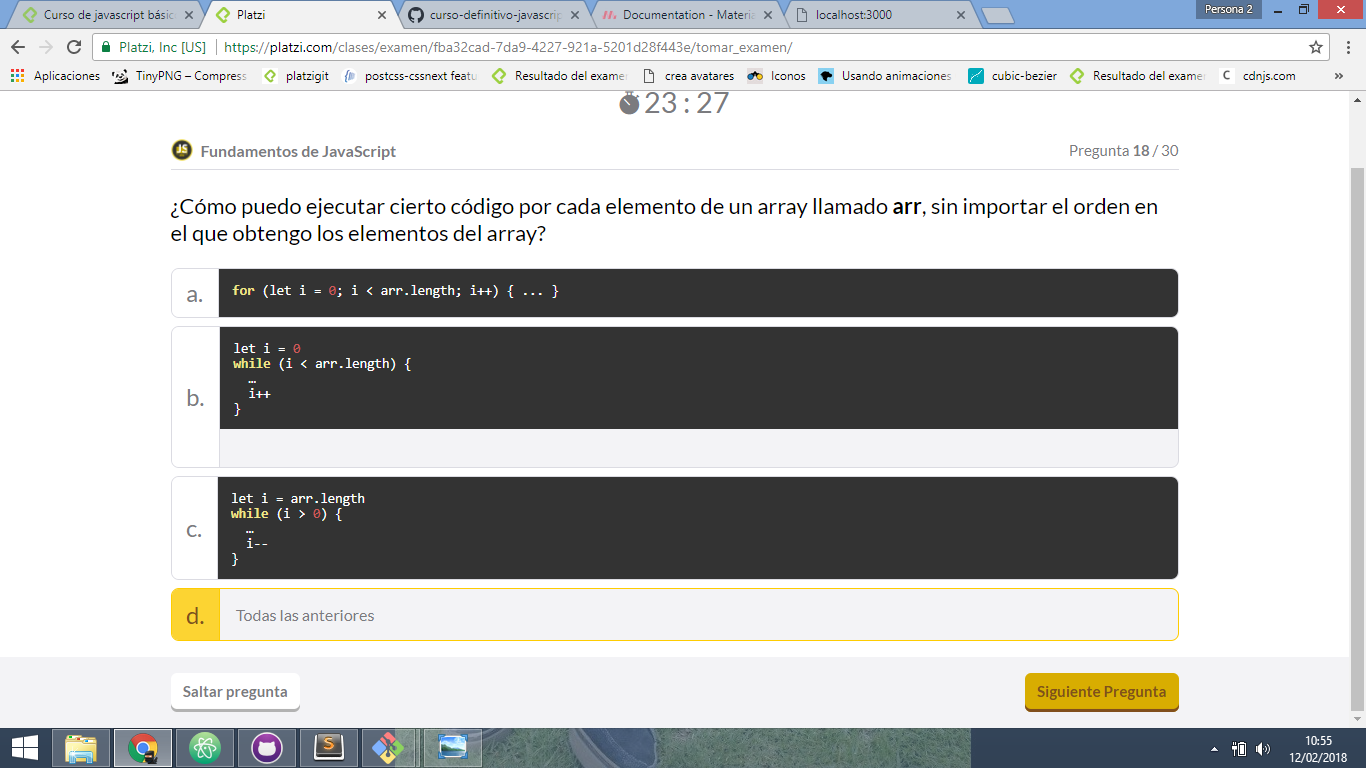 Curso de javascript básic
Platzi
curso-definitivo-javascrip
Documentation - Materia
localhost:3000
Persona 2
Platzi, Inc [US]
https://platzi.com/clases/examen/fba32cad-7da9-4227-921a-5201d28f443e/tomar_examen/
Aplicaciones
TinyPNG – Compress
platzigit
postcss-cssnext featu
Resultado del exame
crea avatares
Iconos
Usando animaciones
cubic-bezier
Resultado del exame
C cdnjs.com
»
23 : 27
JS Fundamentos de JavaScript
Pregunta 18 / 30
¿Cómo puedo ejecutar cierto código por cada elemento de un array llamado arr, sin importar el orden en
el que obtengo los elementos del array?
a.
for (let i = 0; i < arr.length; i++) { ... }
b.
let i = 0
while (i < arr.length) {
…
i++
}
c.
let i = arr.length
while (i > 0) {
…
i--
}
d.
Todas las anteriores
Saltar pregunta
Siguiente Pregunta
10:55
12/02/2018